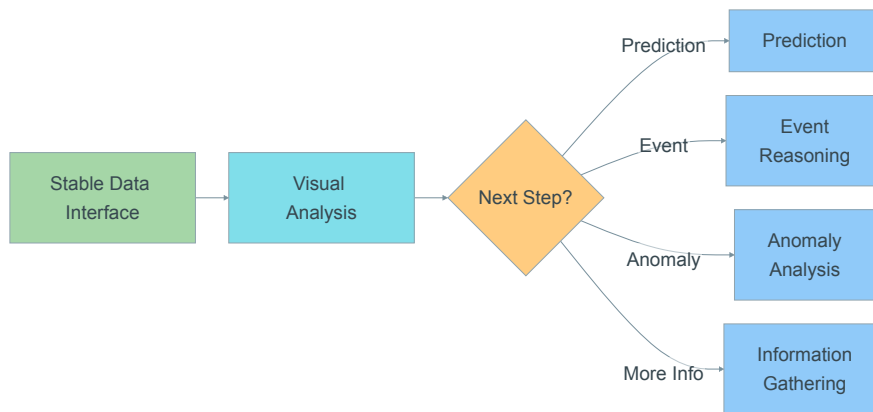 Prediction
Prediction
Event
Event
Reasoning
Stable Data
Interface
Visual
Analysis
Next Step?
Anomaly
Anomaly
Analysis
More Info
Information
Gathering